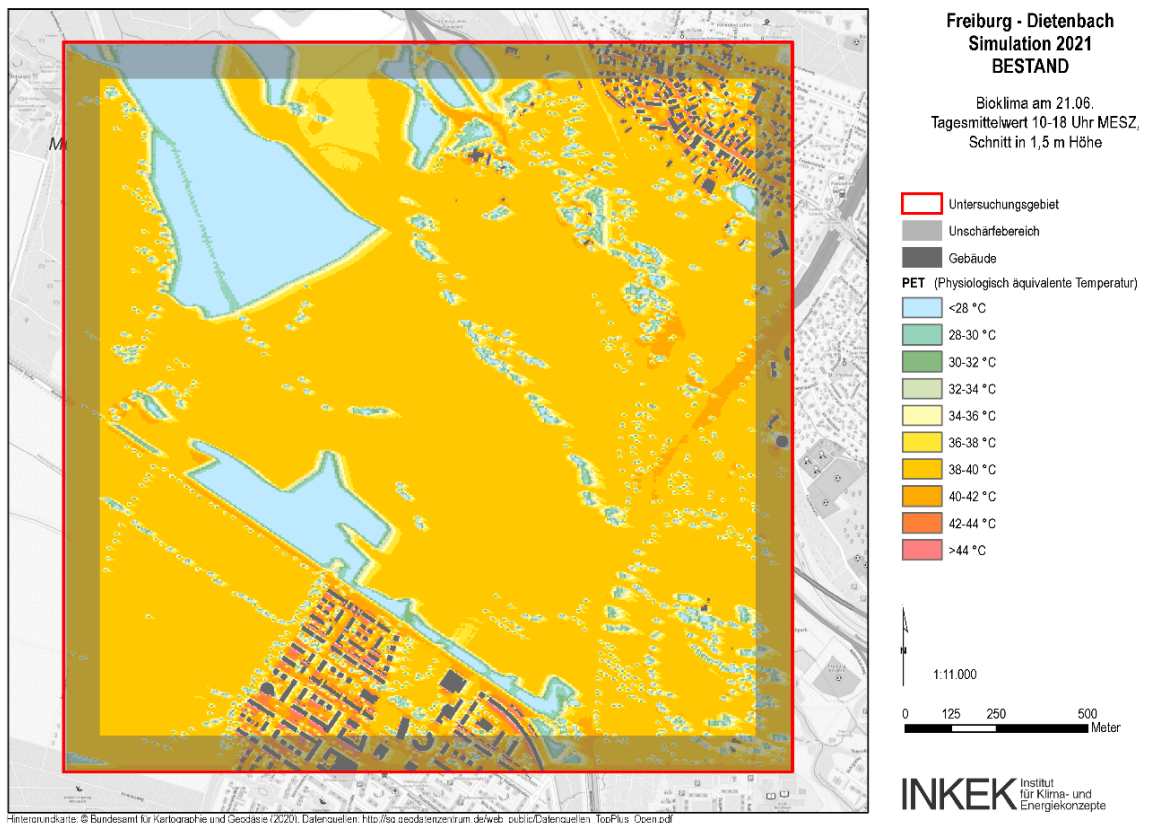 Freiburg - Dietenbach
Simulation 2021
BESTAND
Bioklima am 21.06.
Tagesmittelwert 10-18 Uhr MESZ,
Schnitt in 1,5 m Höhe
Untersuchungsgebiet
Unschärfebereich
Gebäude
PET (Physiologisch äquivalente Temperatur)
<28 °C
28-30 °C
30-32 °C
32-34 °C
34-36 °C
36-38 °C
38-40 °C
40-42 °C
42-44 °C
>44 °C
N
1:11.000
0 125 250 500
Meter
INKEK Institut
für Klima- und
Energiekonzepte
Hintergrundkarte: © Bundesamt für Kartographie und Geodäsie (2020), Datenquellen: http://sg.geodatenzentrum.de/web_public/Datenquellen_TopPlus_Open.pdf